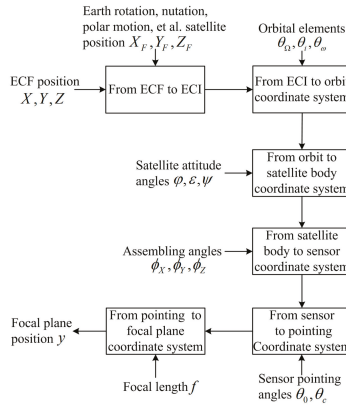 Earth rotation, nutation,
polar motion, et al. satellite
position X_F, Y_F, Z_F
Orbital elements
θ_Ω, θ_i, θ_ω
ECF position
X, Y, Z
From ECF to ECI
From ECI to orbit
coordinate system
Satellite attitude
angles φ, ε, ψ
From orbit to
satellite body
coordinate system
Assembling angles
ϕ_X, ϕ_Y, ϕ_Z
From satellite
body to sensor
coordinate system
Focal plane
position y
From pointing to
focal plane
coordinate system
From sensor
to pointing
Coordinate system
Focal length f
Sensor pointing
angles θ_0, θ_c